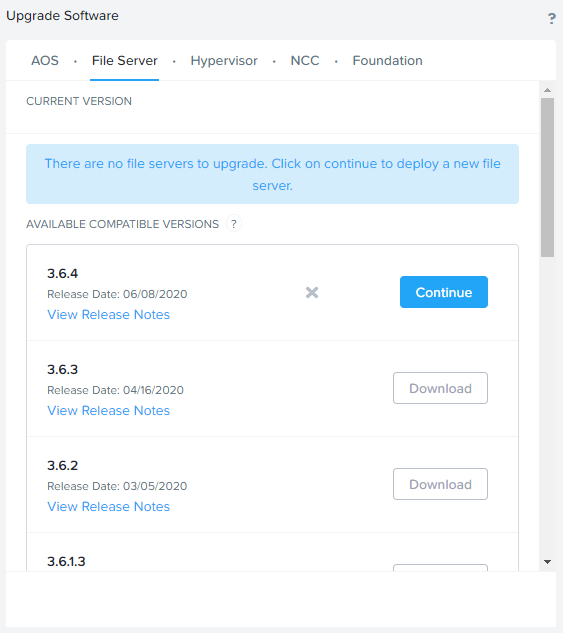 Upgrade Software
?
AOS · File Server · Hypervisor · NCC · Foundation
CURRENT VERSION
There are no file servers to upgrade. Click on continue to deploy a new file
server.
AVAILABLE COMPATIBLE VERSIONS ?
3.6.4
Release Date: 06/08/2020
Continue
View Release Notes
3.6.3
Release Date: 04/16/2020
Download
View Release Notes
3.6.2
Release Date: 03/05/2020
Download
View Release Notes
3.6.1.3